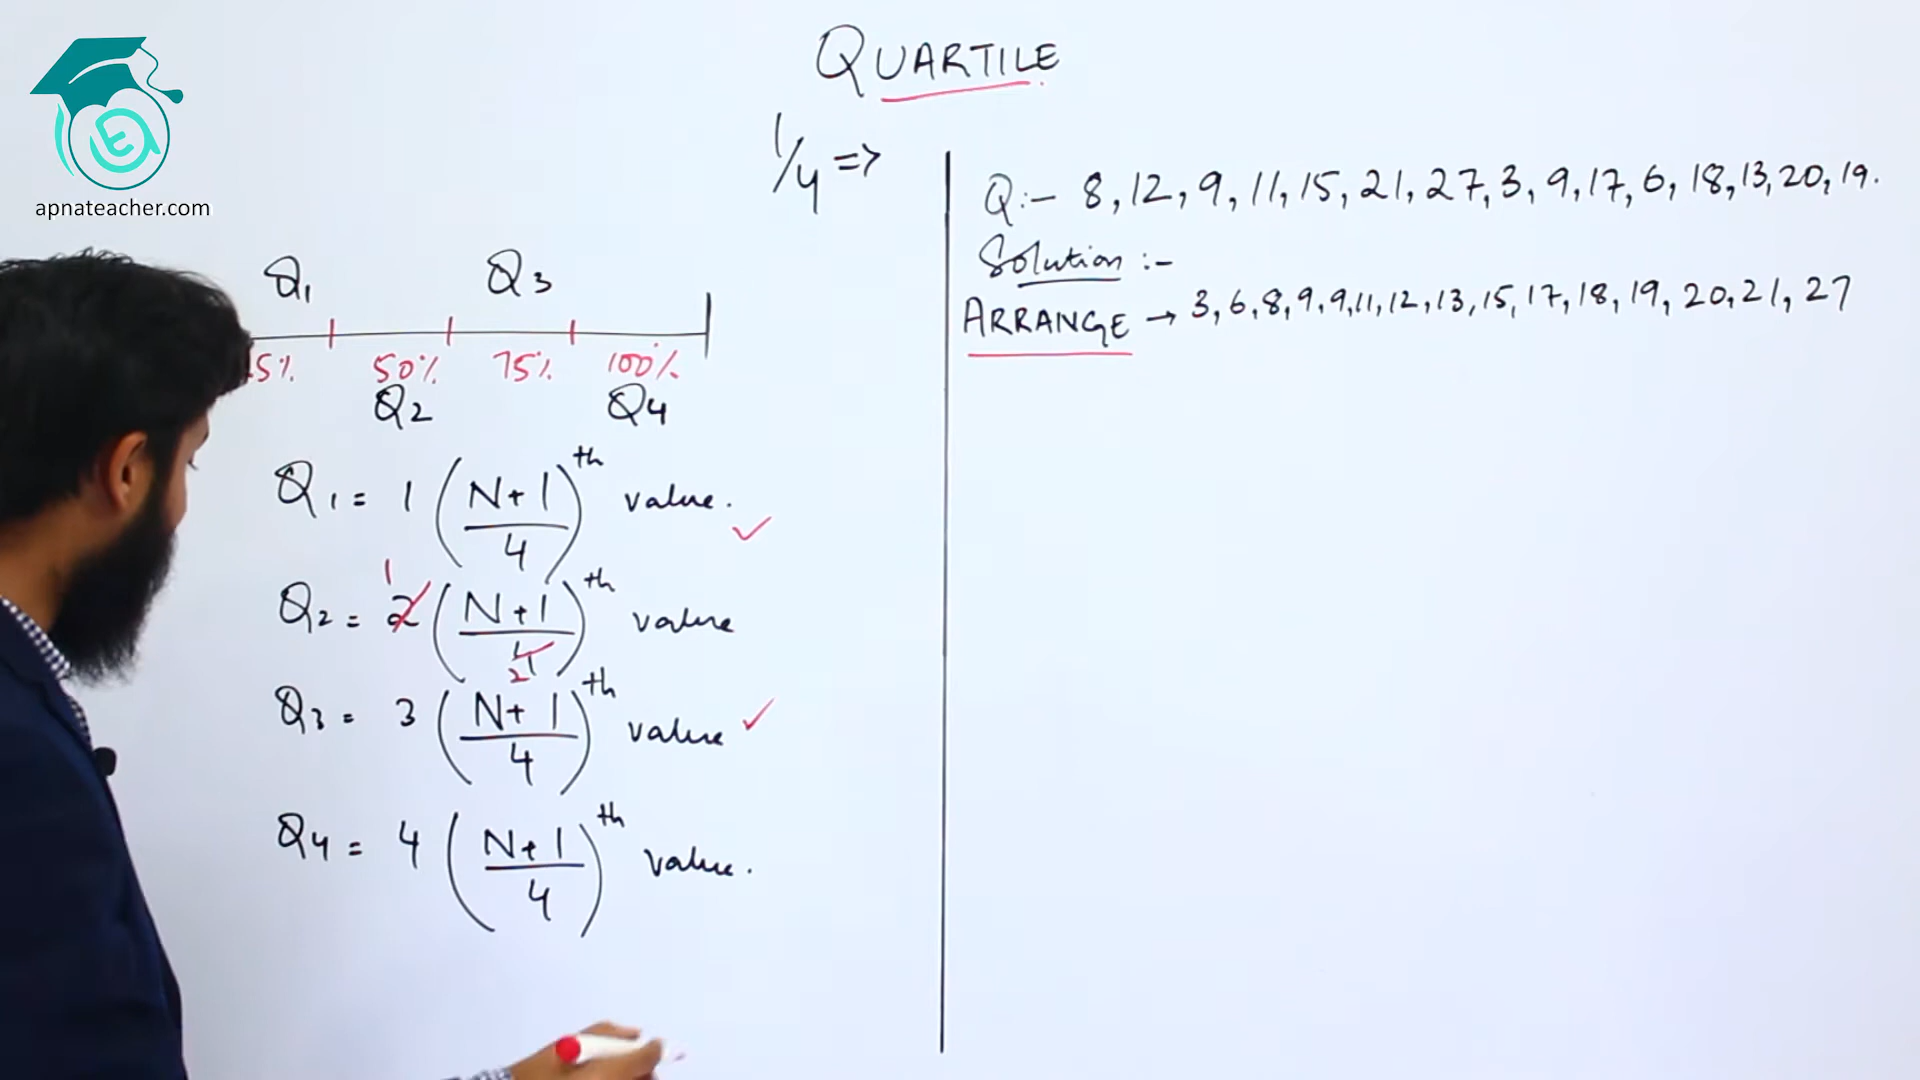 QUARTILE
apnateacher.com
1/4 =>
Q1 Q3
5% 50% 75% 100%
Q2 Q4
Q1 = 1 (N+1/4)th value.
Q2 = 2 1 (N+1/4 2)th value
Q3 = 3 (N+1/4)th value
Q4 = 4 (N+1/4)th value.
Q:- 8, 12, 9, 11, 15, 21, 27, 3, 9, 17, 6, 18, 13, 20, 19.
Solution :-
ARRANGE → 3, 6, 8, 9, 9, 11, 12, 13, 15, 17, 18, 19, 20, 21, 27